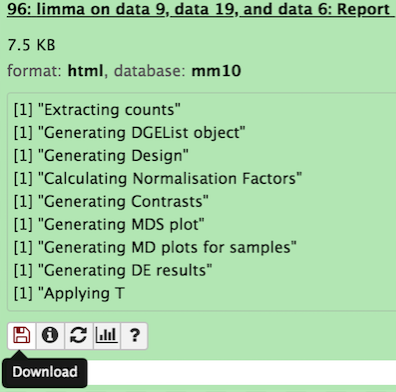 96: limma on data 9, data 19, and data 6: Report
7.5 KB
format: html, database: mm10
[1] "Extracting counts"
[1] "Generating DGEList object"
[1] "Generating Design"
[1] "Calculating Normalisation Factors"
[1] "Generating Contrasts"
[1] "Generating MDS plot"
[1] "Generating MD plots for samples"
[1] "Generating DE results"
[1] "Applying T
?
Download